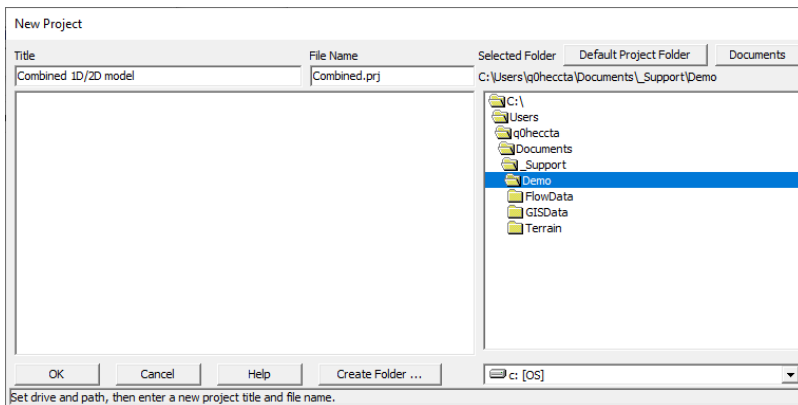 New Project
Title
File Name
Selected Folder
Default Project Folder
Documents
Combined 1D/2D model
Combined.prj
C:\Users\q0heccta\Documents\_Support\Demo
C:\
Users
q0heccta
Documents
_Support
Demo
FlowData
GISData
Terrain
OK
Cancel
Help
Create Folder ...
c: [OS]
Set drive and path, then enter a new project title and file name.